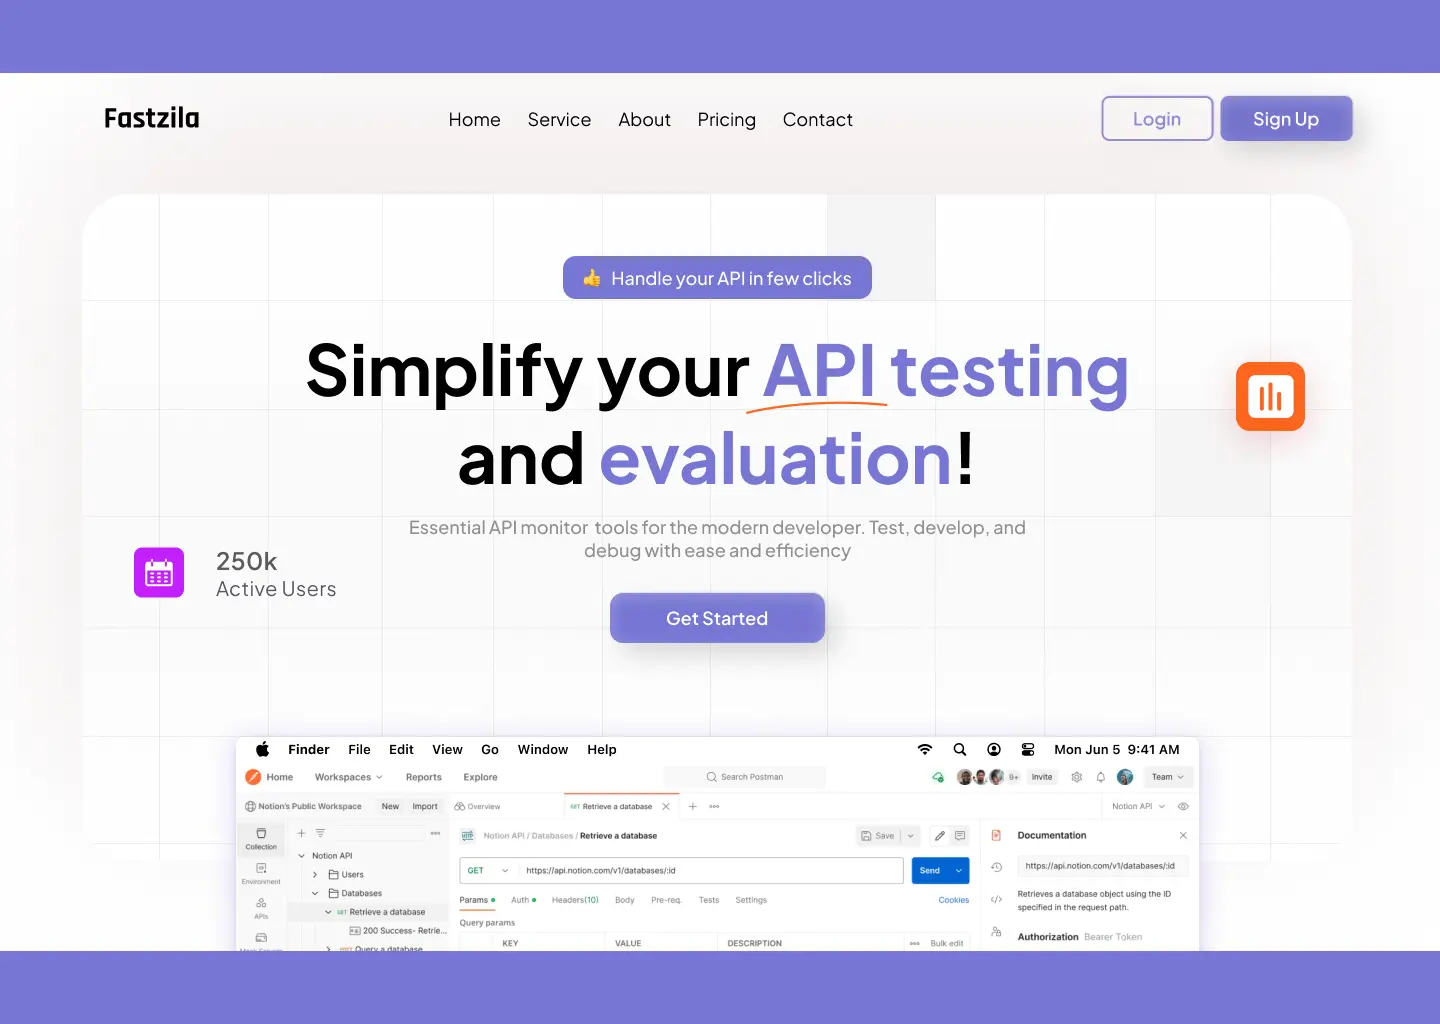 Fastzila
Home Service About Pricing Contact
Login Sign Up
👍 Handle your API in few clicks
Simplify your API testing
and evaluation!
Essential API monitor tools for the modern developer. Test, develop, and
debug with ease and efficiency
250k
Active Users
Get Started
Finder File Edit View Go Window Help Mon Jun 5 9:41 AM
Home Workspaces Reports Explore Search Postman 9+ Invite Team
Notion's Public Workspace New Import Overview GET Retrieve a database Notion API
Collection
Environment
APIs
Notion API
Users
Databases
GET Retrieve a database
200 Success- Retrie...
Query a database
Notion API / Databases / Retrieve a database Save
GET https://api.notion.com/v1/databases/:id Send
Params Auth Headers(10) Body Pre-req. Tests Settings Cookies
Query params
KEY VALUE DESCRIPTION Bulk edit
Documentation
https://api.notion.com/v1/databases/:id
Retrieves a database object using the ID
specified in the request path.
Authorization Bearer Token